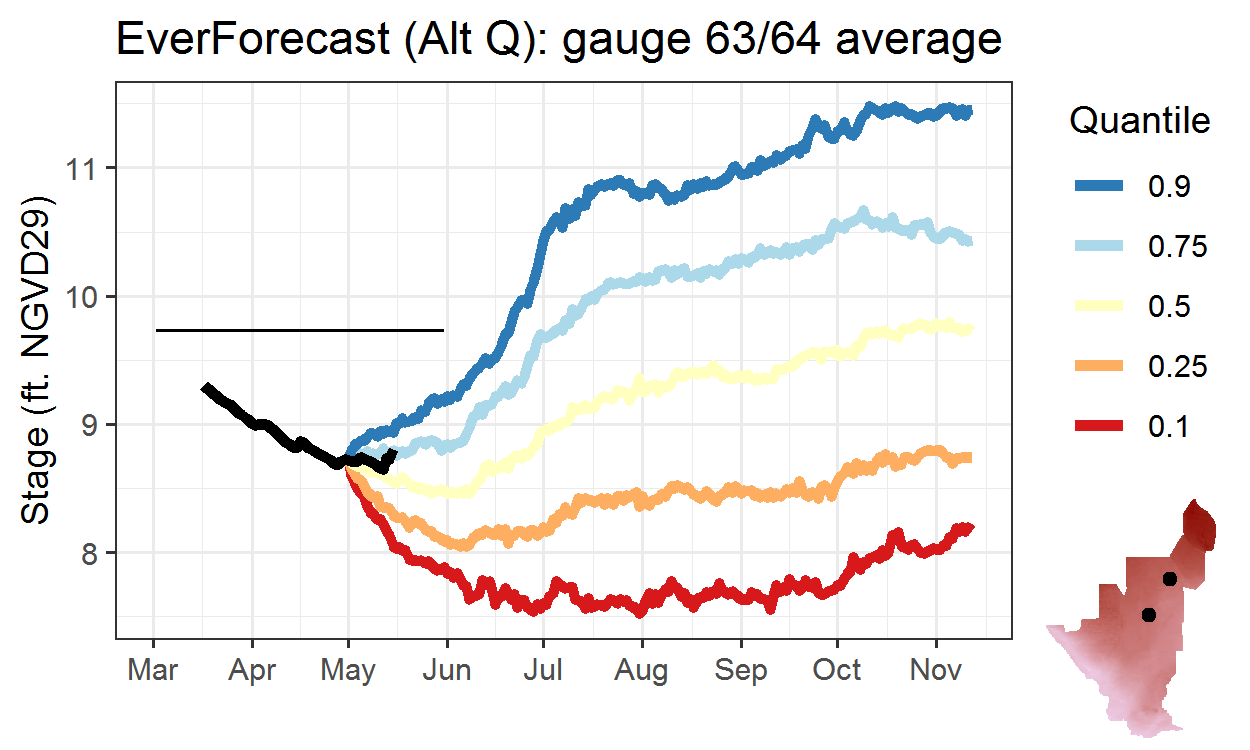 EverForecast (Alt Q): gauge 63/64 average
Stage (ft. NGVD29)
11
10
9
8
Mar Apr May Jun Jul Aug Sep Oct Nov
Quantile
0.9
0.75
0.5
0.25
0.1